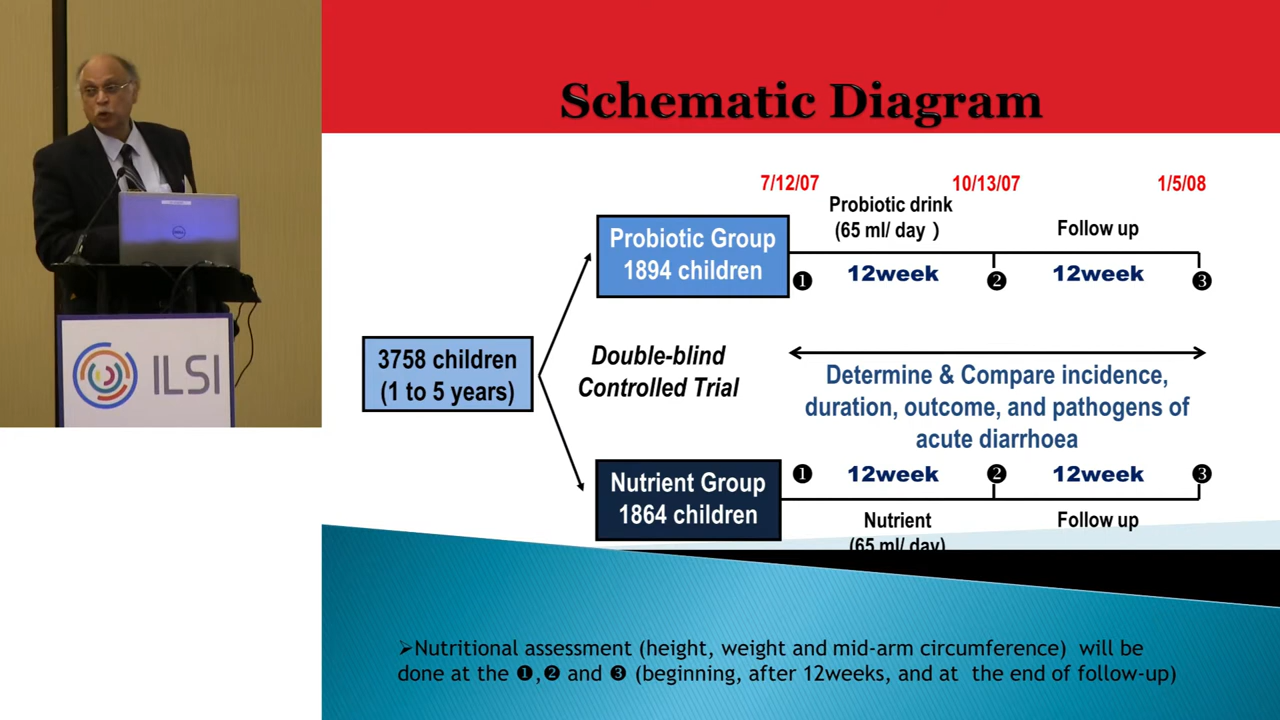 Schematic Diagram
7/12/07
10/13/07
1/5/08
Probiotic drink
(65 ml/ day )
Follow up
Probiotic Group
1894 children
❶ 12week ❷ 12week ❸
3758 children
(1 to 5 years)
Double-blind
Controlled Trial
Determine & Compare incidence,
duration, outcome, and pathogens of
acute diarrhoea
Nutrient Group
1864 children
❶ 12week ❷ 12week ❸
Nutrient
(65 ml/ day)
Follow up
➢Nutritional assessment (height, weight and mid-arm circumference) will be
done at the ❶,❷ and ❸ (beginning, after 12weeks, and at the end of follow-up)
DELL
ILSI